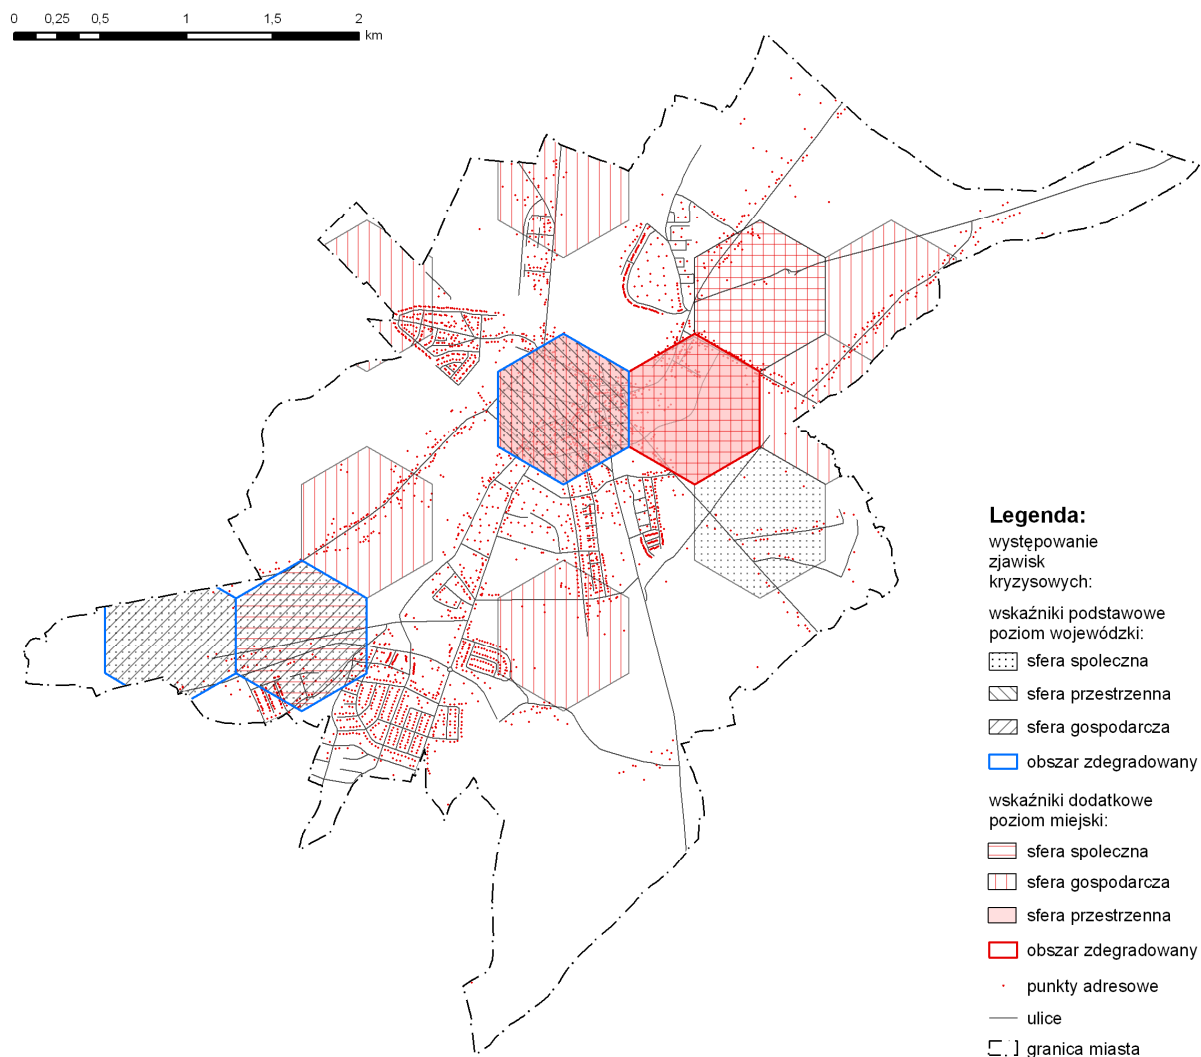 0 0,25 0,5 1 1,5 2
km
Legenda:
występowanie
zjawisk
kryzysowych:
wskaźniki podstawowe
poziom wojewódzki:
sfera spoleczna
sfera przestrzenna
sfera gospodarcza
obszar zdegradowany
wskaźniki dodatkowe
poziom miejski:
sfera spoleczna
sfera gospodarcza
sfera przestrzenna
obszar zdegradowany
punkty adresowe
ulice
granica miasta